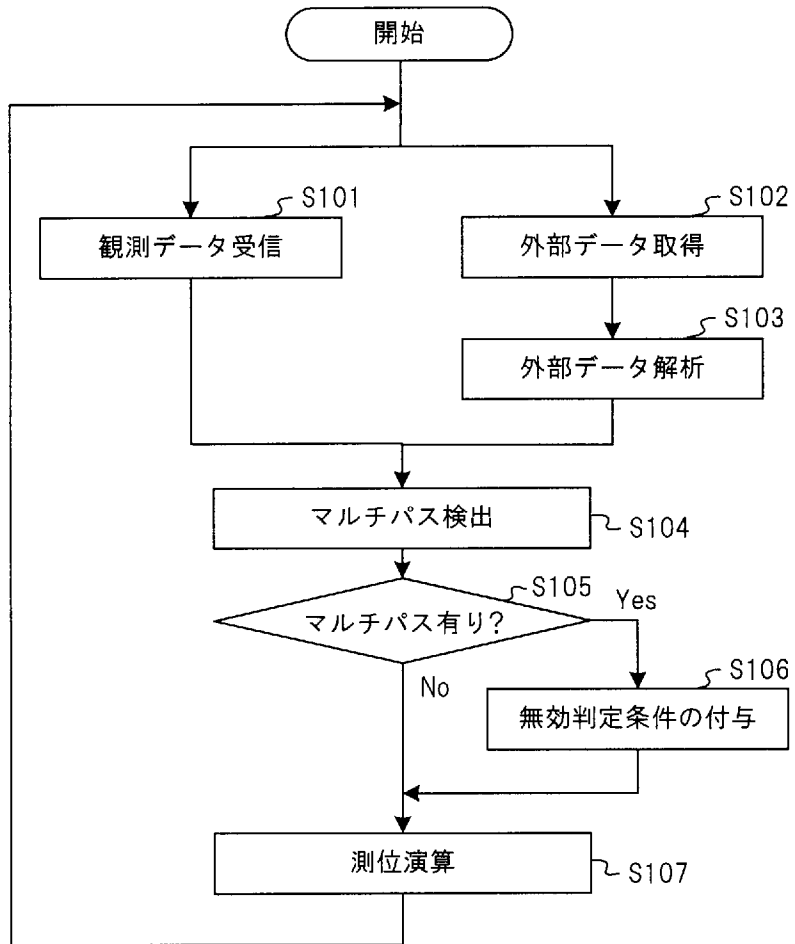 開始
S101
観測データ受信
S102
外部データ取得
S103
外部データ解析
マルチパス検出
S104
S105
マルチパス有り?
Yes
No
S106
無効判定条件の付与
測位演算
S107